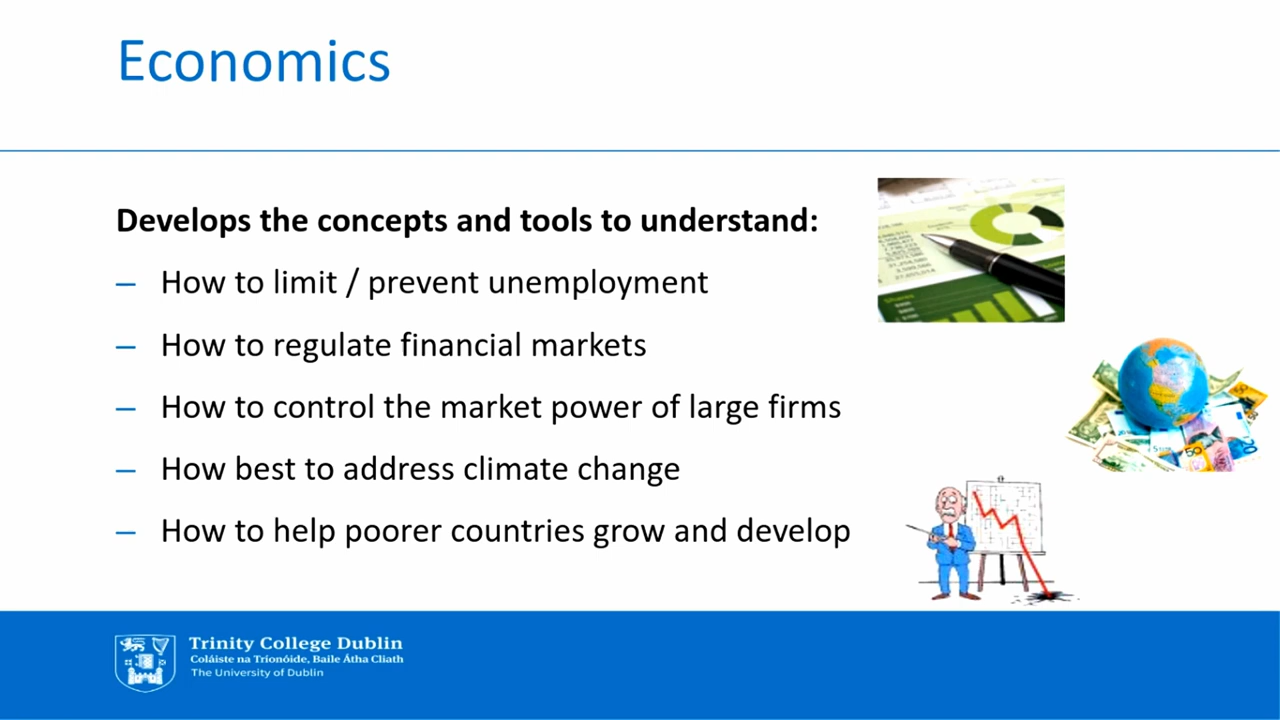 Economics
Develops the concepts and tools to understand:
– How to limit / prevent unemployment
– How to regulate financial markets
– How to control the market power of large firms
– How best to address climate change
– How to help poorer countries grow and develop
Trinity College Dublin
Coláiste na Tríonóide, Baile Átha Cliath
The University of Dublin